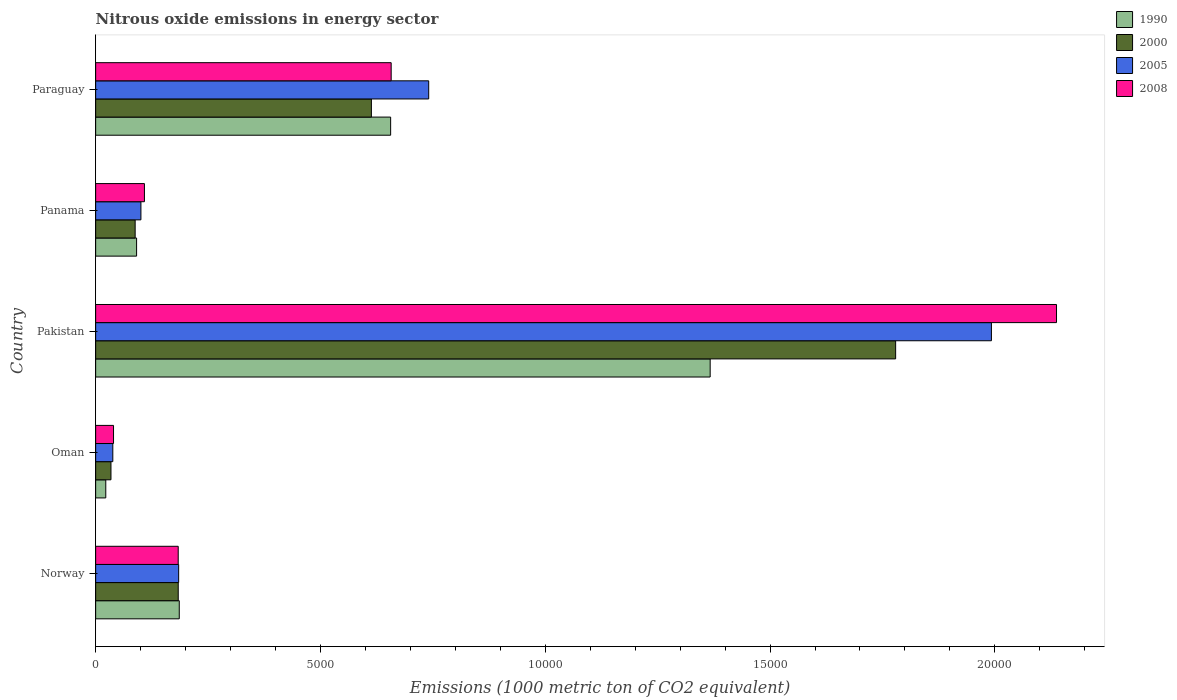 Nitrous oxide emissions in energy sector
1990
2000
2005
2008
Country
Paraguay
Panama
Pakistan
Oman
Norway
0
5000
10000
15000
20000
Emissions (1000 metric ton of CO2 equivalent)